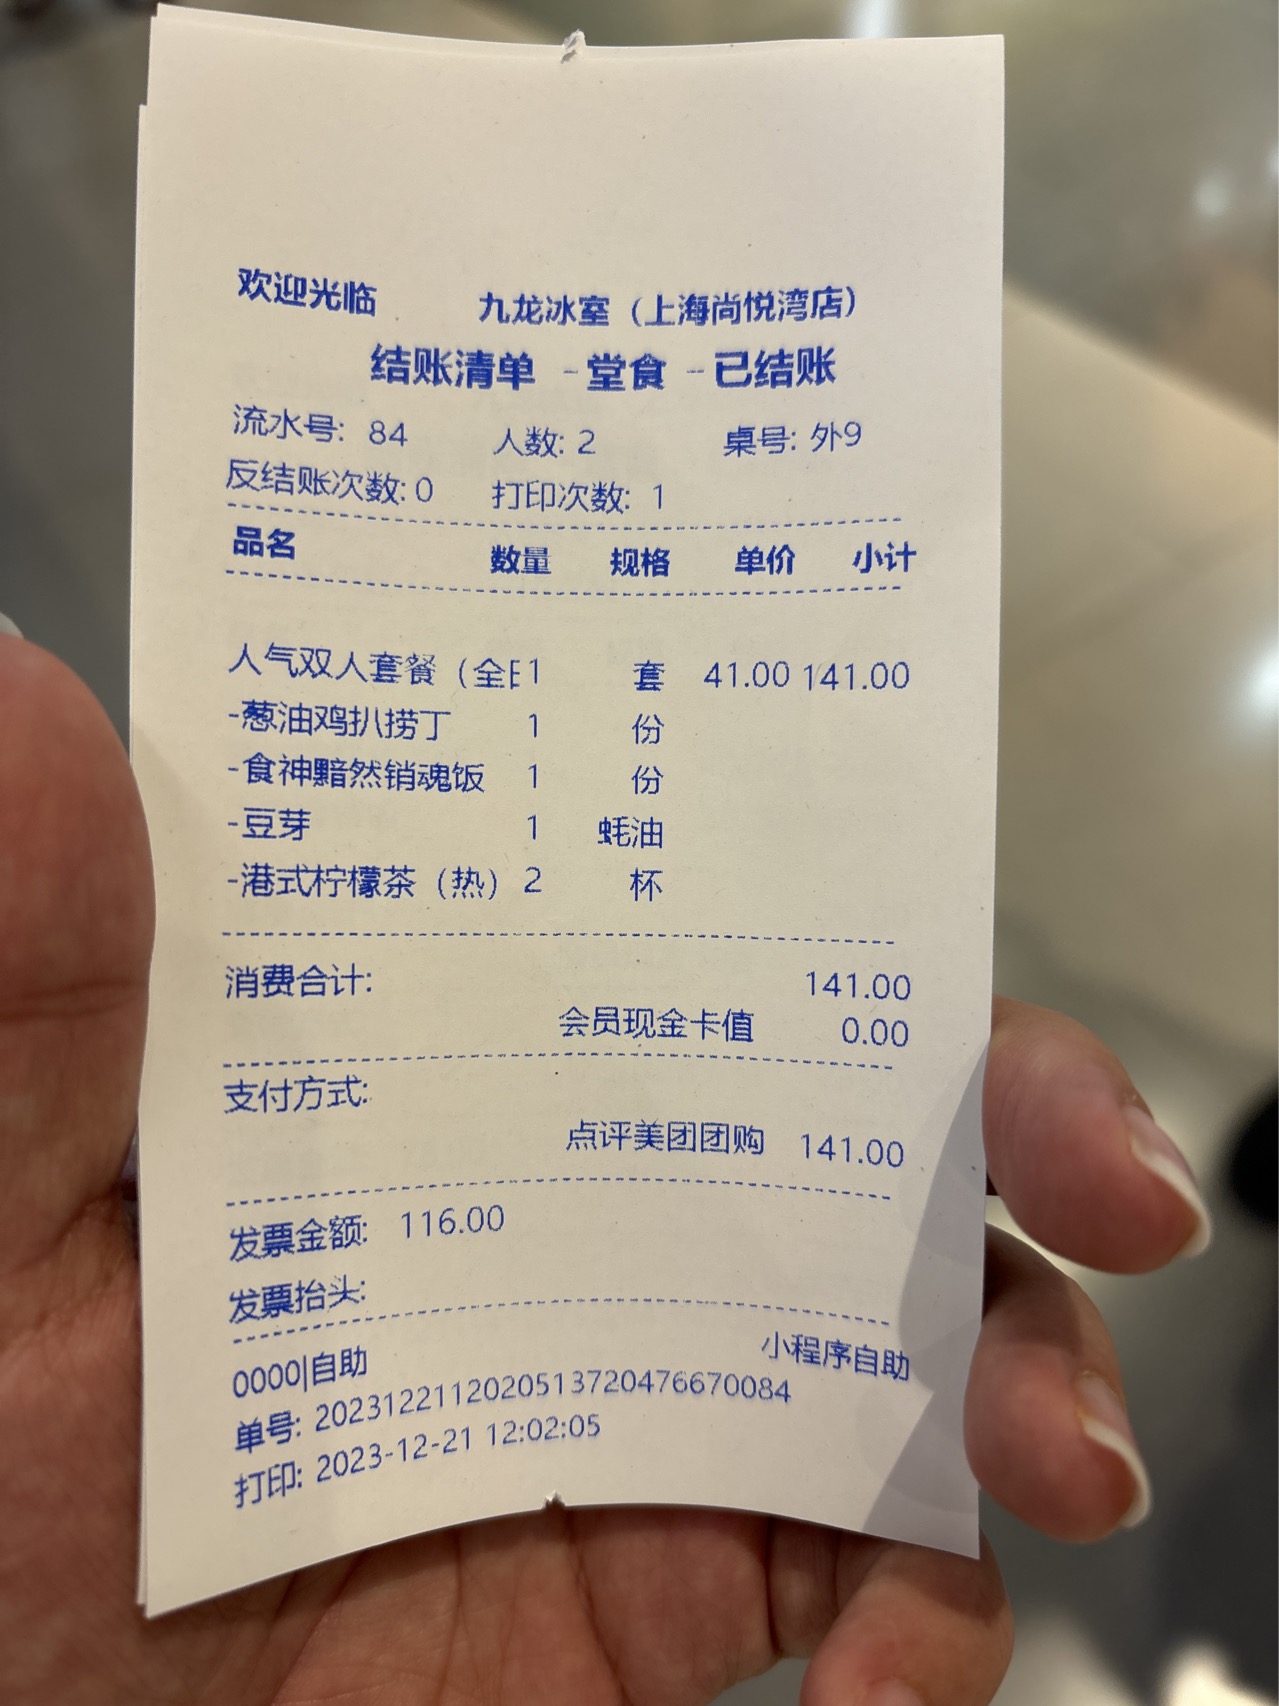 欢迎光临 九龙冰室（上海尚悦湾店）
结账清单 -堂食 -已结账
流水号: 84 人数: 2 桌号: 外9
反结账次数: 0 打印次数: 1
品名 数量 规格 单价 小计
人气双人套餐（全日 1 套 41.00 141.00
-葱油鸡扒捞丁 1 份
-食神黯然销魂饭 1 份
-豆芽 1 蚝油
-港式柠檬茶（热） 2 杯
消费合计: 141.00
会员现金卡值 0.00
支付方式:
点评美团团购 141.00
发票金额: 116.00
发票抬头:
0000|自助 小程序自助
单号: 2023122112020513720476670084
打印: 2023-12-21 12:02:05